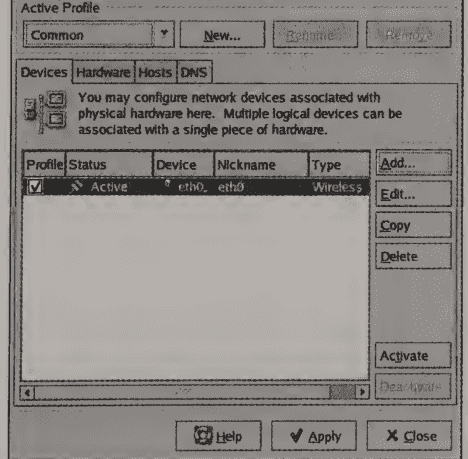 Active Profile
Common New... Rename Remove
Devices Hardware Hosts DNS
You may configure network devices associated with
physical hardware here. Multiple logical devices can be
associated with a single piece of hardware.
Profile Status Device Nickname Type
Active eth0 eth0 Wireless
Add...
Edit...
Copy
Delete
Activate
Deactivate
Help Apply Close